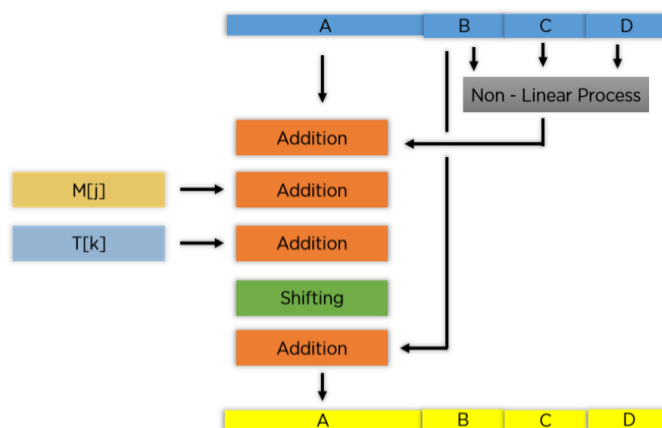 A B C D
Non - Linear Process
Addition
M[j] Addition
T[k] Addition
Shifting
Addition
A B C D